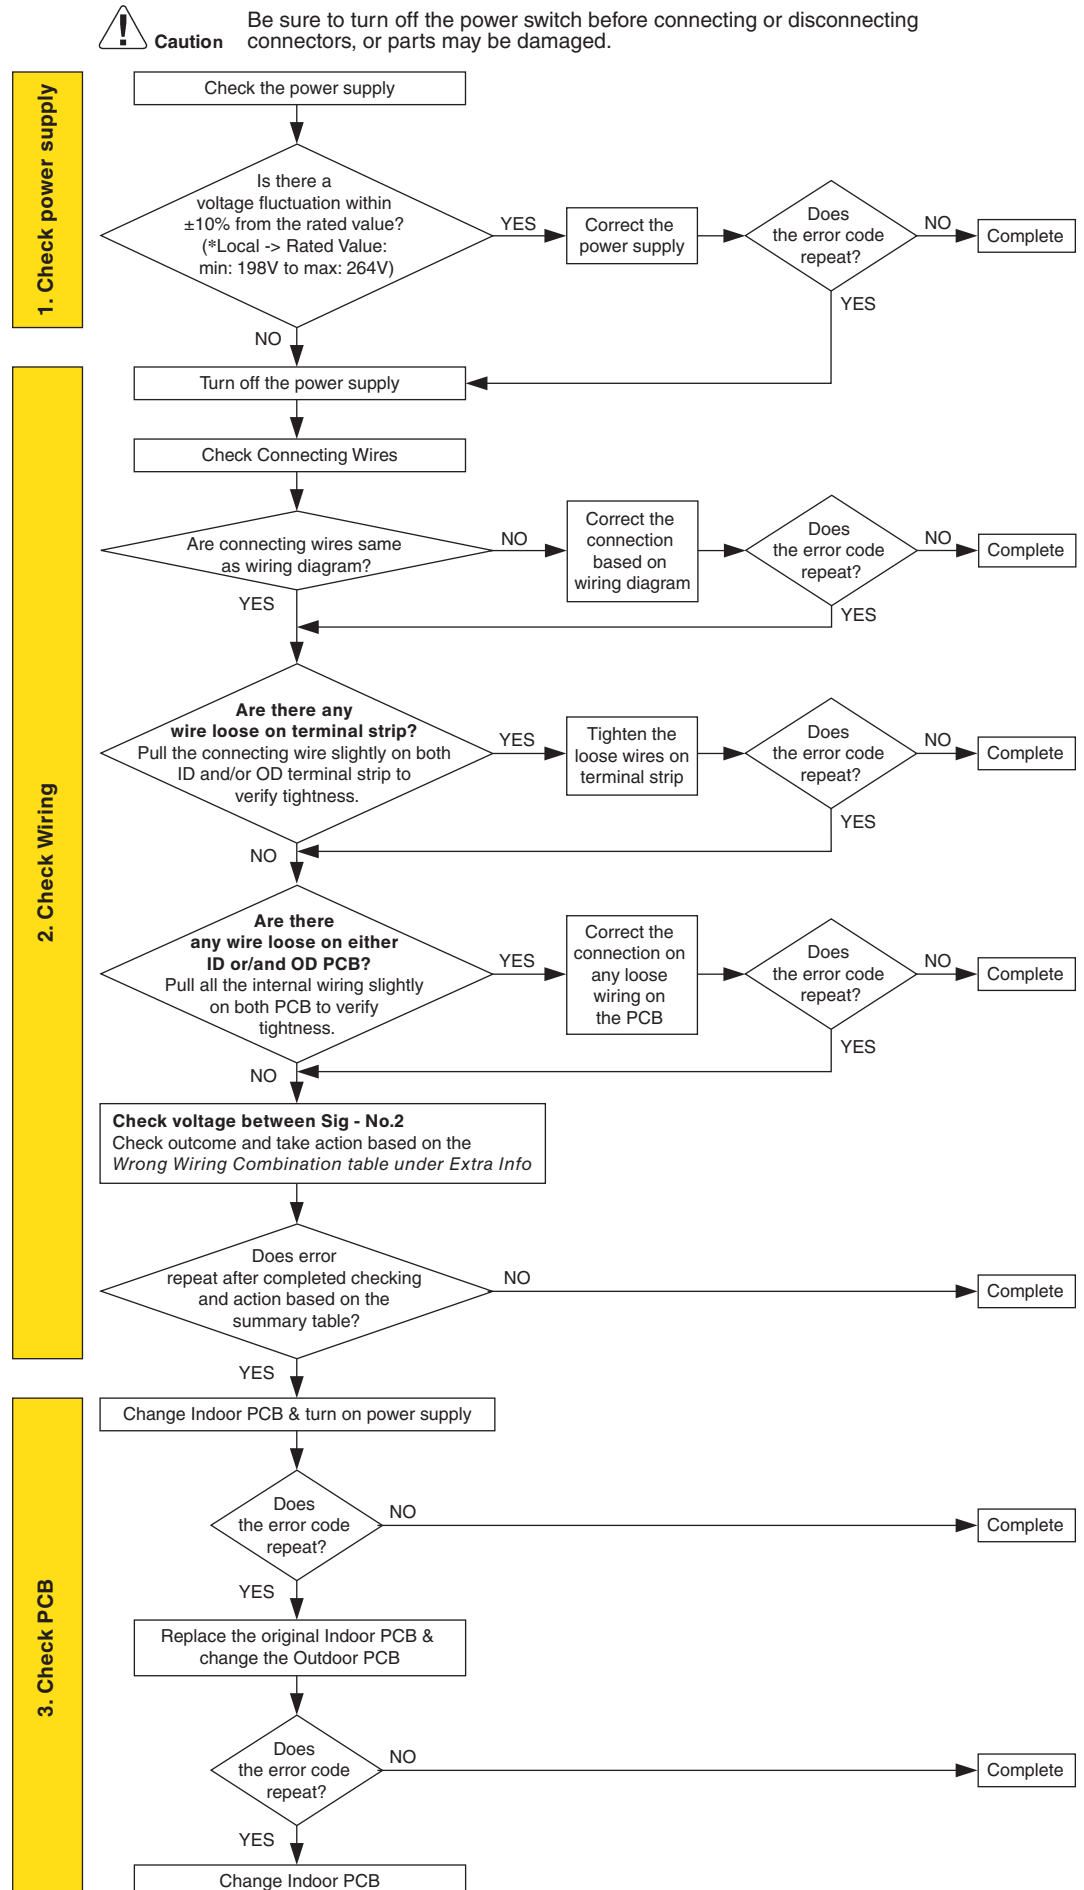 Be sure to turn off the power switch before connecting or disconnecting
Caution connectors, or parts may be damaged.
1. Check power supply
Check the power supply
Is there a
voltage fluctuation within
±10% from the rated value?
(*Local -> Rated Value:
min: 198V to max: 264V)
YES
Correct the
power supply
Does
the error code
repeat?
NO
Complete
YES
NO
2. Check Wiring
Turn off the power supply
Check Connecting Wires
Are connecting wires same
as wiring diagram?
NO
Correct the
connection
based on
wiring diagram
Does
the error code
repeat?
NO
Complete
YES
YES
Are there any
wire loose on terminal strip?
Pull the connecting wire slightly on both
ID and/or OD terminal strip to
verify tightness.
YES
Tighten the
loose wires on
terminal strip
Does
the error code
repeat?
NO
Complete
YES
NO
Are there
any wire loose on either
ID or/and OD PCB?
Pull all the internal wiring slightly
on both PCB to verify
tightness.
YES
Correct the
connection on
any loose
wiring on
the PCB
Does
the error code
repeat?
NO
Complete
YES
NO
Check voltage between Sig - No.2
Check outcome and take action based on the
Wrong Wiring Combination table under Extra Info
Does error
repeat after completed checking
and action based on the
summary table?
NO
Complete
YES
3. Check PCB
Change Indoor PCB & turn on power supply
Does
the error code
repeat?
NO
Complete
YES
Replace the original Indoor PCB &
change the Outdoor PCB
Does
the error code
repeat?
NO
Complete
YES
Change Indoor PCB